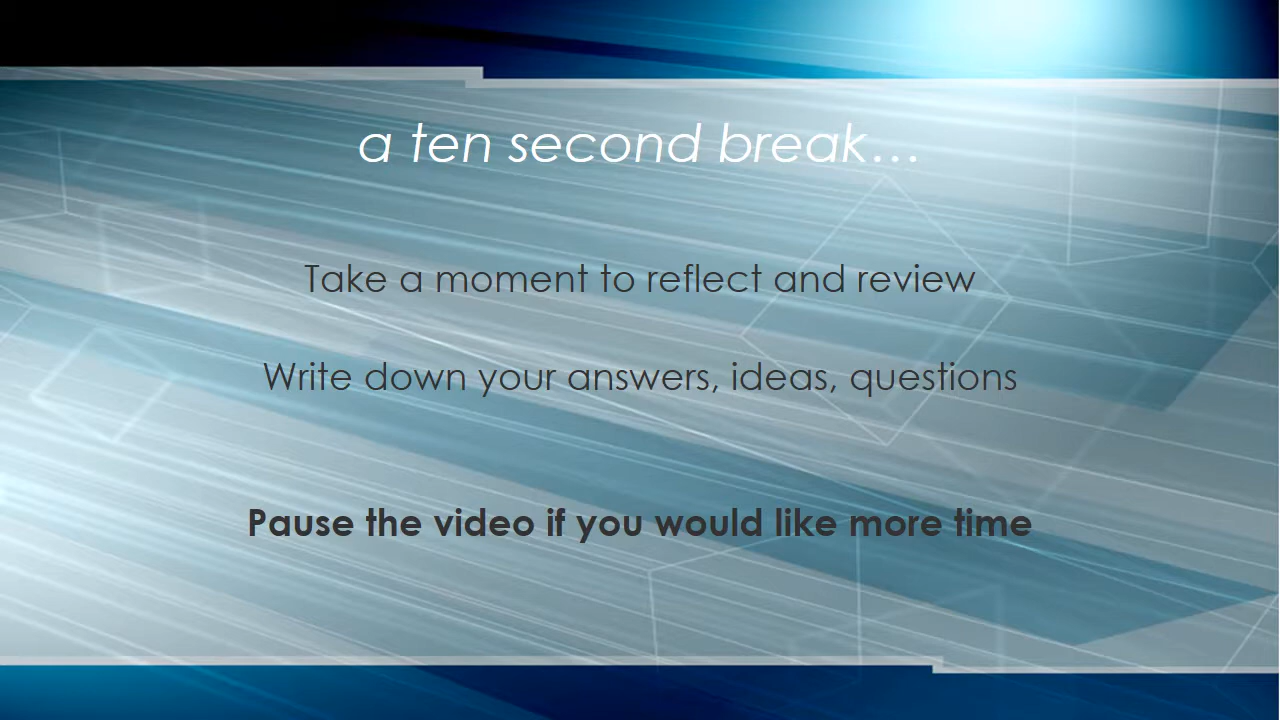 a ten second break…
Take a moment to reflect and review
Write down your answers, ideas, questions
Pause the video if you would like more time